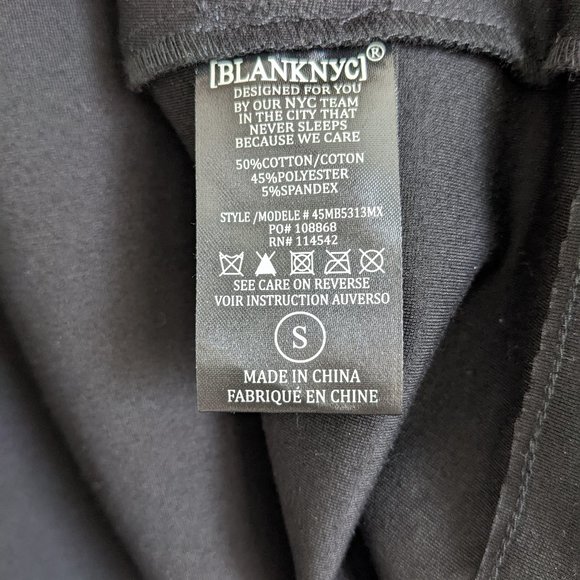 [BLANKNYC]®
DESIGNED FOR YOU
BY OUR NYC TEAM
IN THE CITY THAT
NEVER SLEEPS
BECAUSE WE CARE
50%COTTON/COTON
45%POLYESTER
5%SPANDEX
STYLE /MODELE # 45MB5313MX
PO# 108868
RN# 114542
SEE CARE ON REVERSE
VOIR INSTRUCTION AUVERSO
S
MADE IN CHINA
FABRIQUÉ EN CHINE